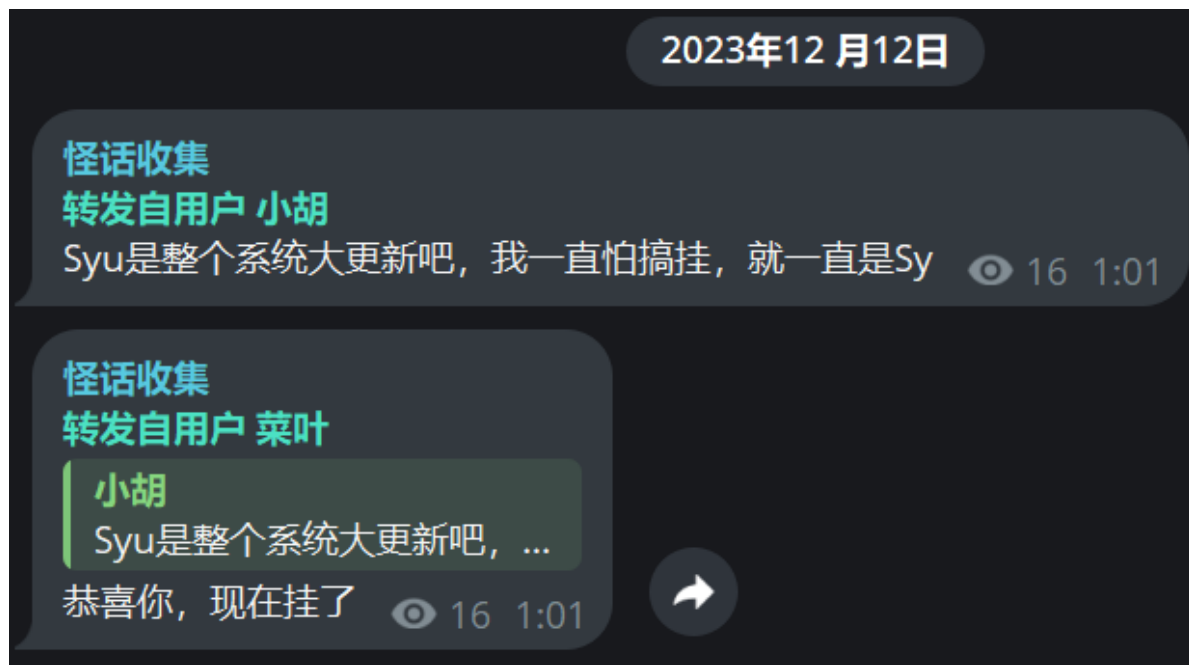 2023年12 月12日
怪话收集
转发自用户 小胡
Syu是整个系统大更新吧，我一直怕搞挂，就一直是Sy
16 1:01
怪话收集
转发自用户 菜叶
小胡
Syu是整个系统大更新吧，...
恭喜你，现在挂了
16 1:01